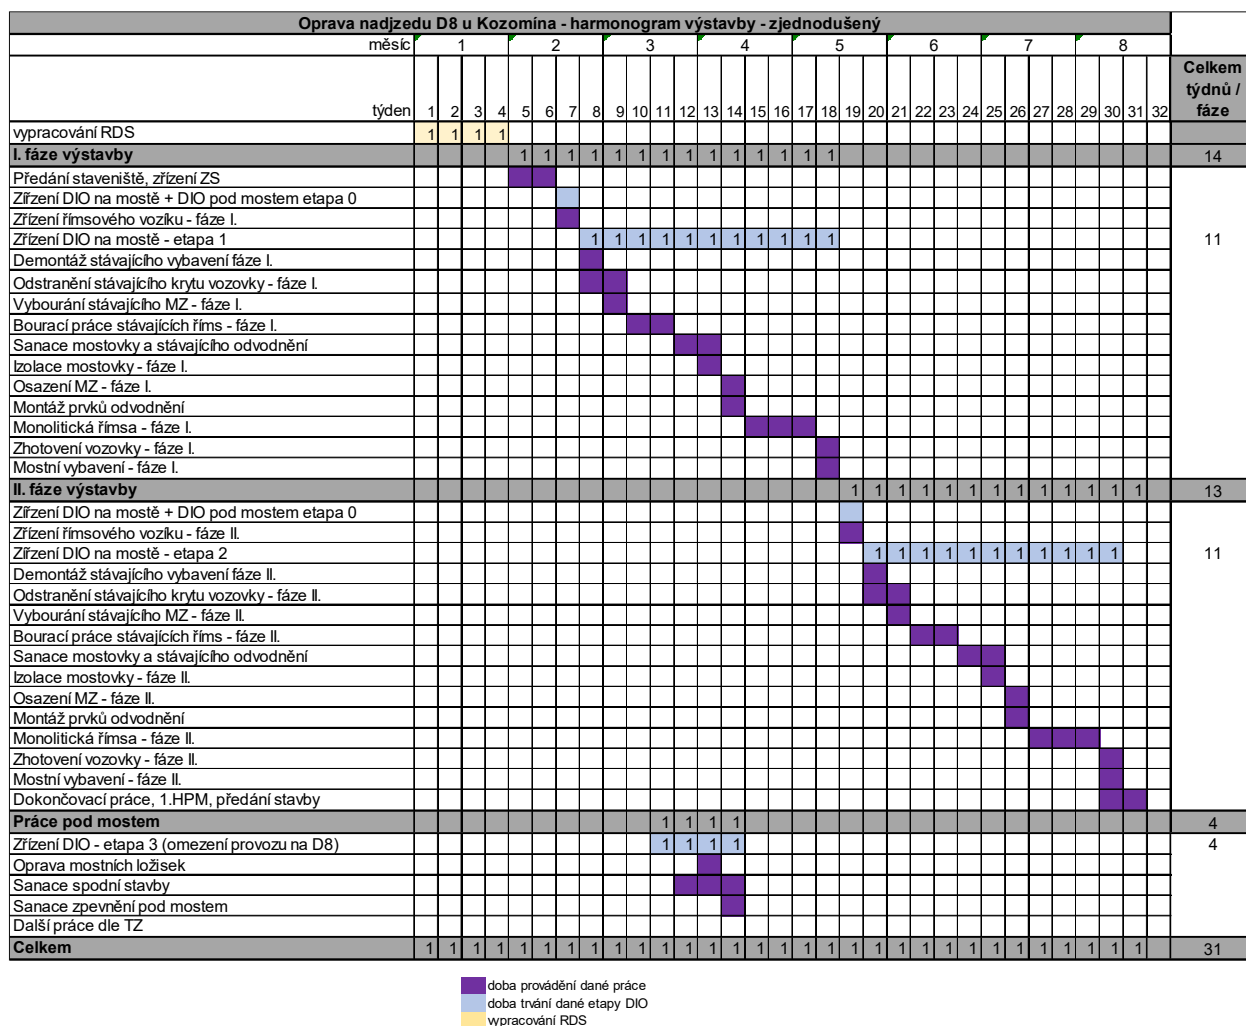 Oprava nadjzedu D8 u Kozomína - harmonogram výstavby - zjednodušený
měsíc 1 2 3 4 5 6 7 8
Celkem týdnů / fáze
týden 1 2 3 4 5 6 7 8 9 10 11 12 13 14 15 16 17 18 19 20 21 22 23 24 25 26 27 28 29 30 31 32
vypracování RDS 1 1 1 1
I. fáze výstavby 1 1 1 1 1 1 1 1 1 1 1 1 1 1 14
Předání staveniště, zřízení ZS
Zířzení DIO na mostě + DIO pod mostem etapa 0
Zřízení římsového vozíku - fáze I.
Zířzení DIO na mostě - etapa 1 1 1 1 1 1 1 1 1 1 1 1 11
Demontáž stávajícího vybavení fáze I.
Odstranění stávajícího krytu vozovky - fáze I.
Vybourání stávajícího MZ - fáze I.
Bourací práce stávajících říms - fáze I.
Sanace mostovky a stávajícího odvodnění
Izolace mostovky - fáze I.
Osazení MZ - fáze I.
Montáž prvků odvodnění
Monolitická římsa - fáze I.
Zhotovení vozovky - fáze I.
Mostní vybavení - fáze I.
II. fáze výstavby 1 1 1 1 1 1 1 1 1 1 1 1 1 13
Zířzení DIO na mostě + DIO pod mostem etapa 0
Zřízení římsového vozíku - fáze II.
Zířzení DIO na mostě - etapa 2 1 1 1 1 1 1 1 1 1 1 1 11
Demontáž stávajícího vybavení fáze II.
Odstranění stávajícího krytu vozovky - fáze II.
Vybourání stávajícího MZ - fáze II.
Bourací práce stávajících říms - fáze II.
Sanace mostovky a stávajícího odvodnění
Izolace mostovky - fáze II.
Osazení MZ - fáze II.
Montáž prvků odvodnění
Monolitická římsa - fáze II.
Zhotovení vozovky - fáze II.
Mostní vybavení - fáze II.
Dokončovací práce, 1.HPM, předání stavby
Práce pod mostem 1 1 1 1 4
Zřízení DIO - etapa 3 (omezení provozu na D8) 1 1 1 1 4
Oprava mostních ložisek
Sanace spodní stavby
Sanace zpevnění pod mostem
Další práce dle TZ
Celkem 1 1 1 1 1 1 1 1 1 1 1 1 1 1 1 1 1 1 1 1 1 1 1 1 1 1 1 1 1 1 1 31
doba provádění dané práce
doba trvání dané etapy DIO
vypracování RDS